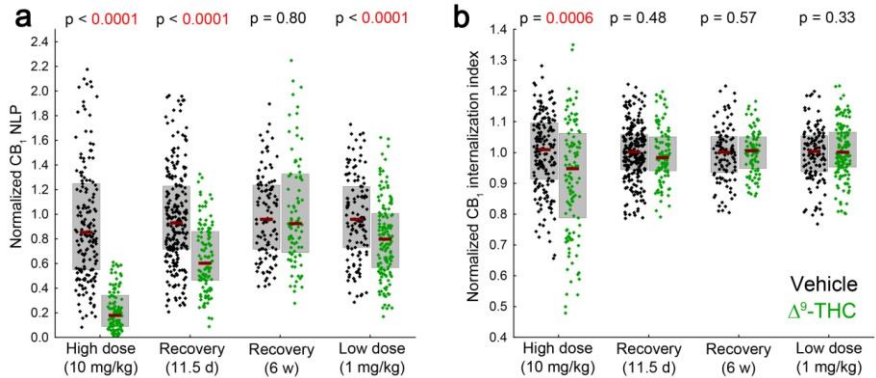 a
p < 0.0001 p < 0.0001 p = 0.80 p < 0.0001
Normalized CB₁ NLP
2.4
2.2
2.0
1.8
1.6
1.4
1.2
1.0
0.8
0.6
0.4
0.2
0.0
High dose Recovery Recovery Low dose
(10 mg/kg) (11.5 d) (6 w) (1 mg/kg)
b
p = 0.0006 p = 0.48 p = 0.57 p = 0.33
Normalized CB₁ internalization index
1.4
1.3
1.2
1.1
1.0
0.9
0.8
0.7
0.6
0.5
0.4
Vehicle
Δ⁹-THC
High dose Recovery Recovery Low dose
(10 mg/kg) (11.5 d) (6 w) (1 mg/kg)